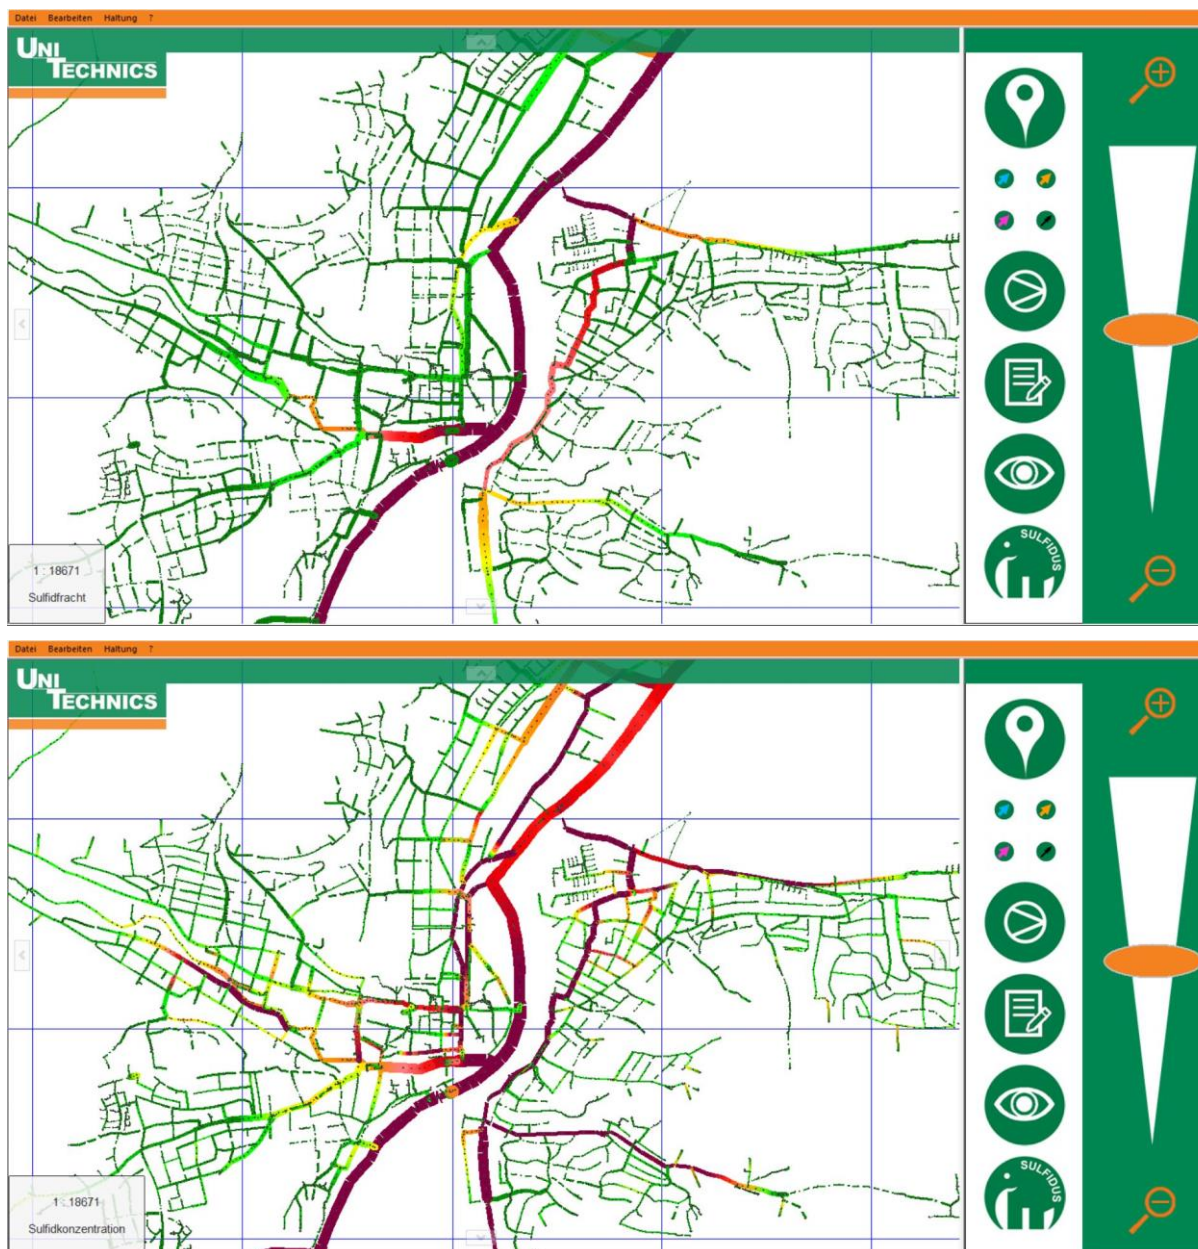 Datei Bearbeiten Haltung ?
UNI
TECHNICS
1 : 18671
Sulfidfracht
SULFIDUS
Datei Bearbeiten Haltung ?
UNI
TECHNICS
1 : 18671
Sulfidkonzentration
SULFIDUS